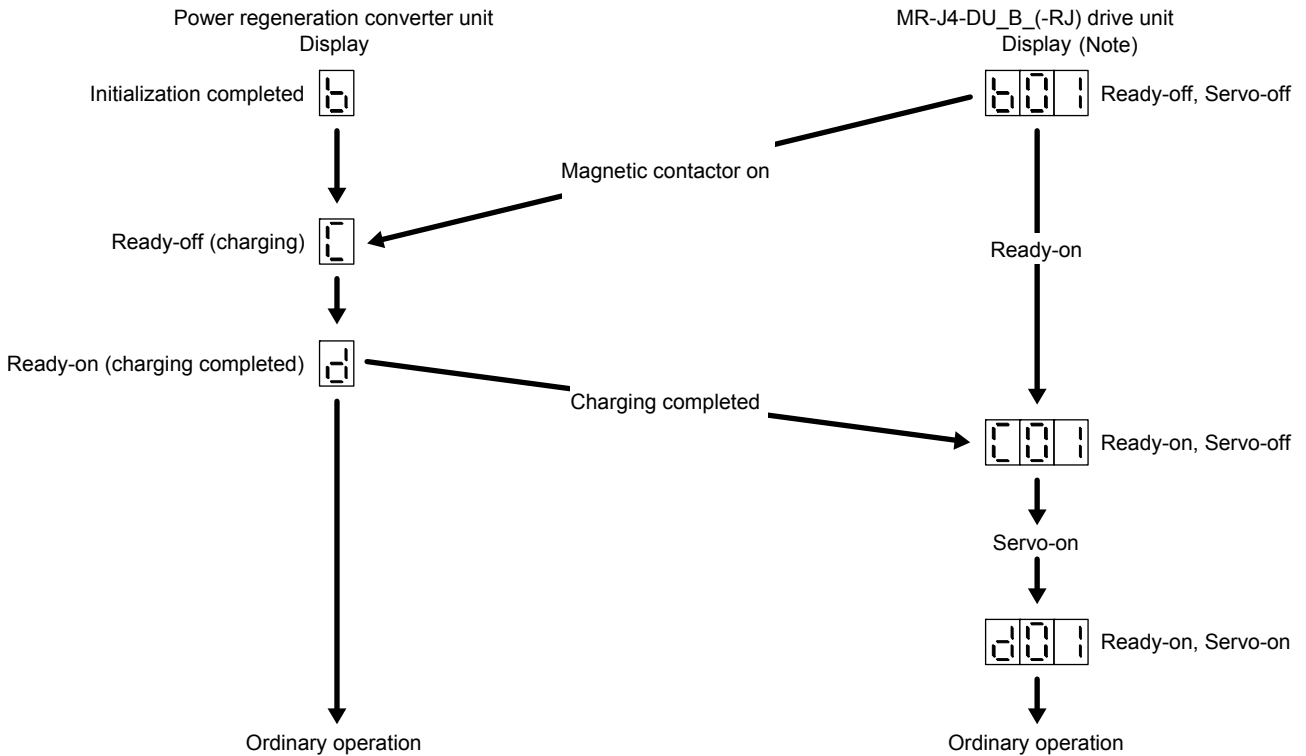 Power regeneration converter unit
Display
MR-J4-DU_B_(-RJ) drive unit
Display (Note)
Initialization completed b
b01 Ready-off, Servo-off
Magnetic contactor on
Ready-off (charging) C
Ready-on
Ready-on (charging completed) d
Charging completed
C01 Ready-on, Servo-off
Servo-on
d01 Ready-on, Servo-on
Ordinary operation
Ordinary operation